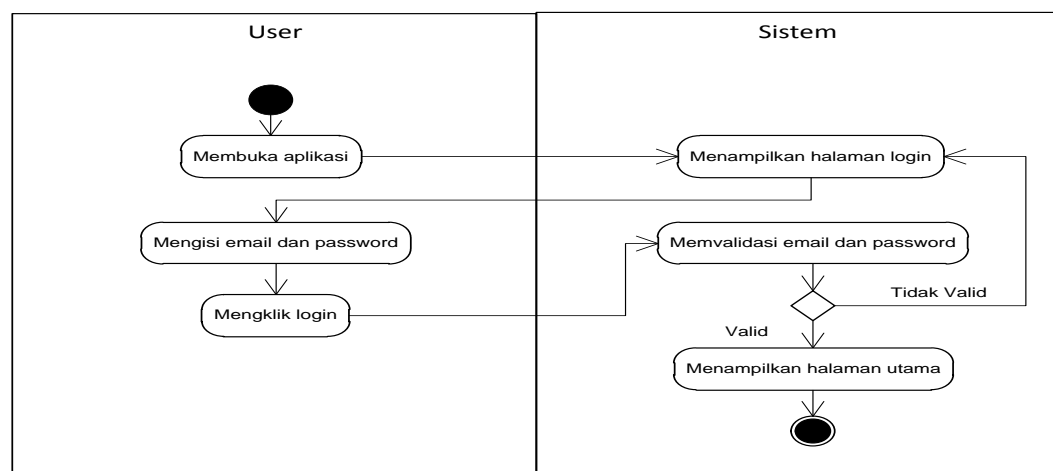 User
Sistem
Membuka aplikasi
Menampilkan halaman login
Mengisi email dan password
Memvalidasi email dan password
Mengklik login
Tidak Valid
Valid
Menampilkan halaman utama